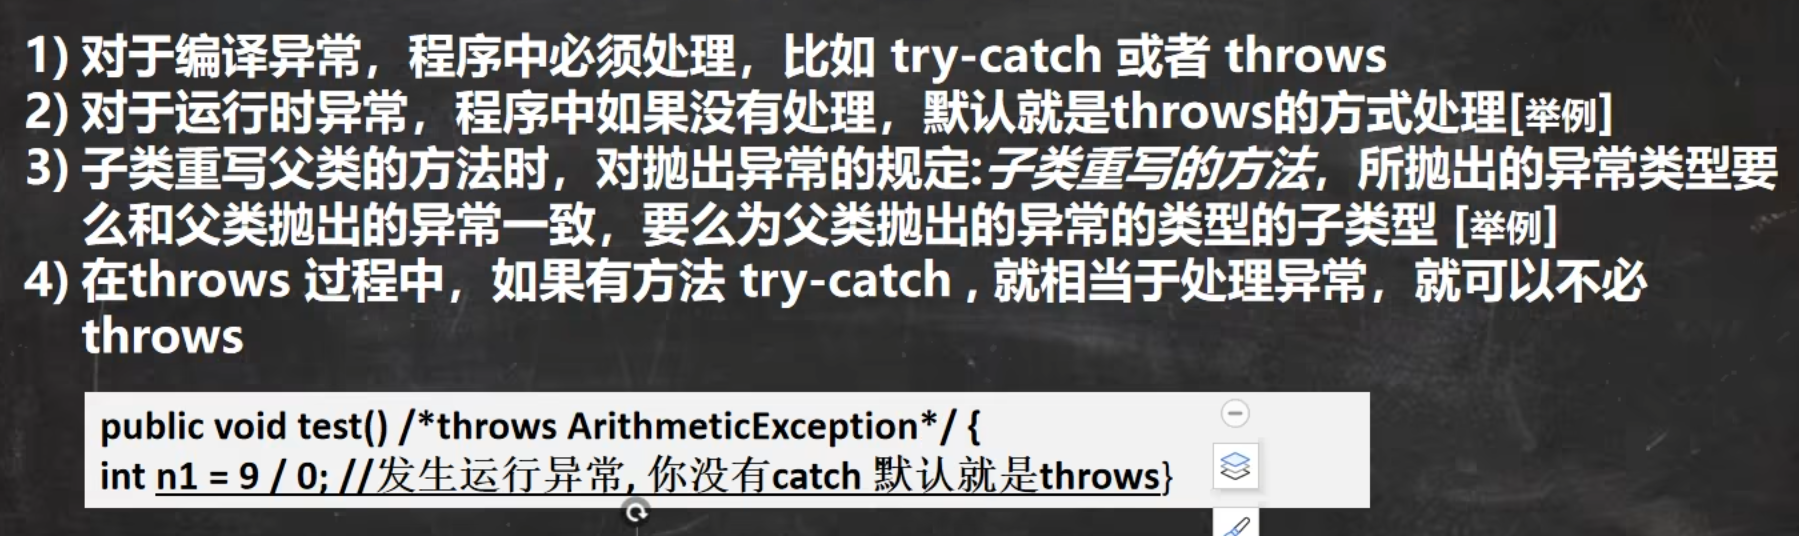 1) 对于编译异常，程序中必须处理，比如 try-catch 或者 throws
2) 对于运行时异常，程序中如果没有处理，默认就是throws的方式处理[举例]
3) 子类重写父类的方法时，对抛出异常的规定:子类重写的方法，所抛出的异常类型要
么和父类抛出的异常一致，要么为父类抛出的异常的类型的子类型 [举例]
4) 在throws 过程中，如果有方法 try-catch , 就相当于处理异常，就可以不必
throws
public void test() /*throws ArithmeticException*/ {
int n1 = 9 / 0; //发生运行异常, 你没有catch 默认就是throws}